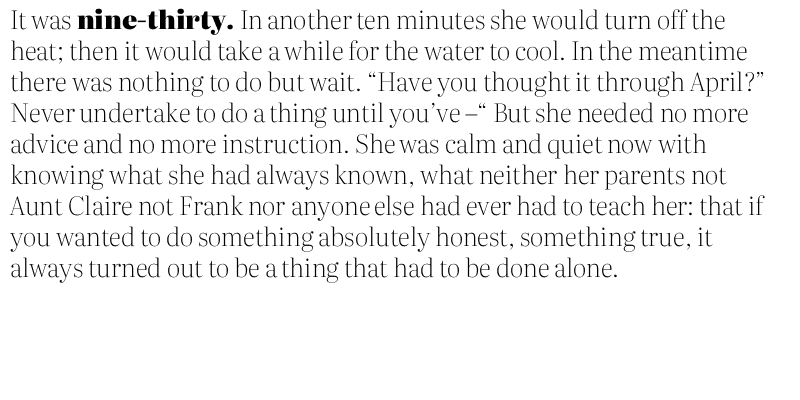 It was nine-thirty. In another ten minutes she would turn off the
heat; then it would take a while for the water to cool. In the meantime
there was nothing to do but wait. “Have you thought it through April?”
Never undertake to do a thing until you’ve –“ But she needed no more
advice and no more instruction. She was calm and quiet now with
knowing what she had always known, what neither her parents not
Aunt Claire not Frank nor anyone else had ever had to teach her: that if
you wanted to do something absolutely honest, something true, it
always turned out to be a thing that had to be done alone.